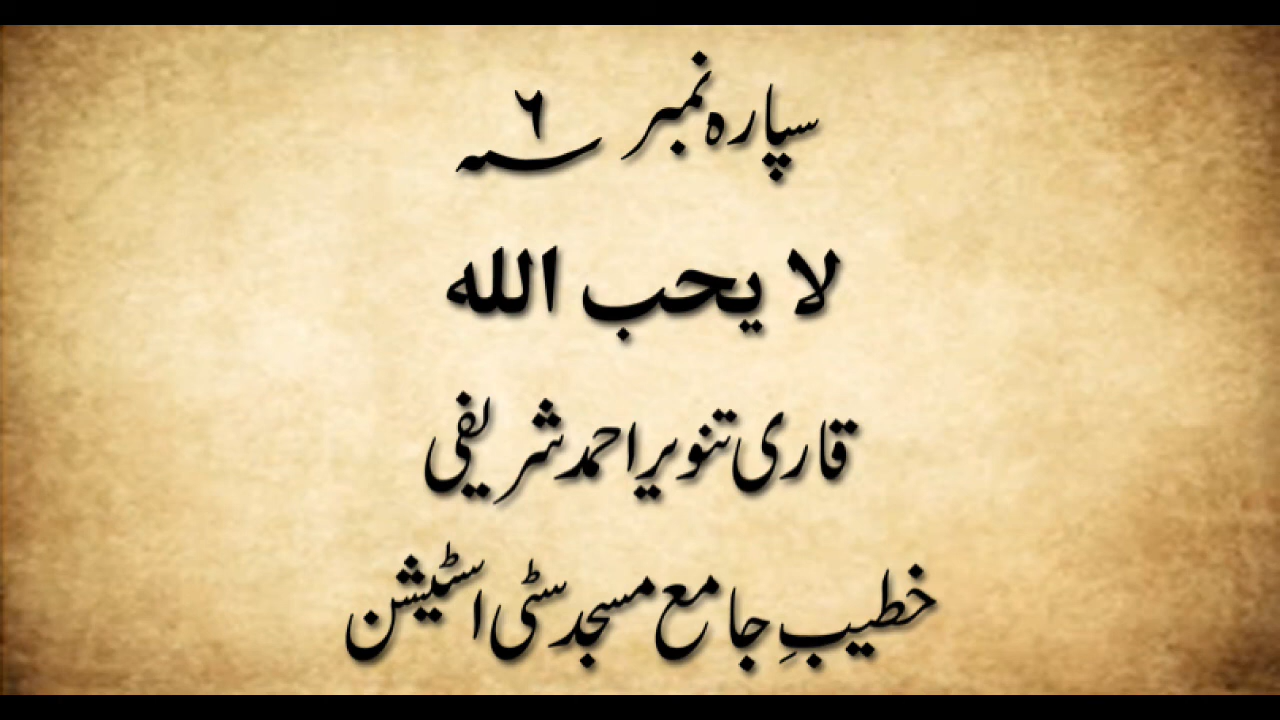 سپارہ نمبر ۶؀
لا یحب اللہ
قاری تنویر احمد شریفی
خطیبِ جامع مسجد سٹی اسٹیشن